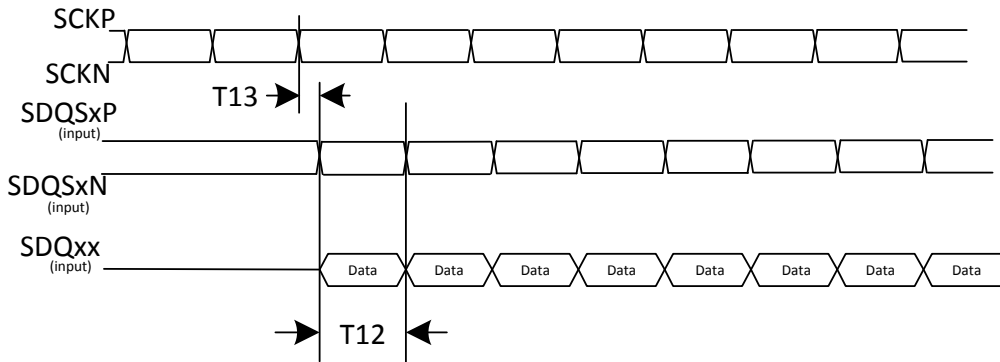 SCKP
SCKN
T13
SDQSxP
(input)
SDQSxN
(input)
SDQxx
(input)
Data Data Data Data Data Data Data Data
T12